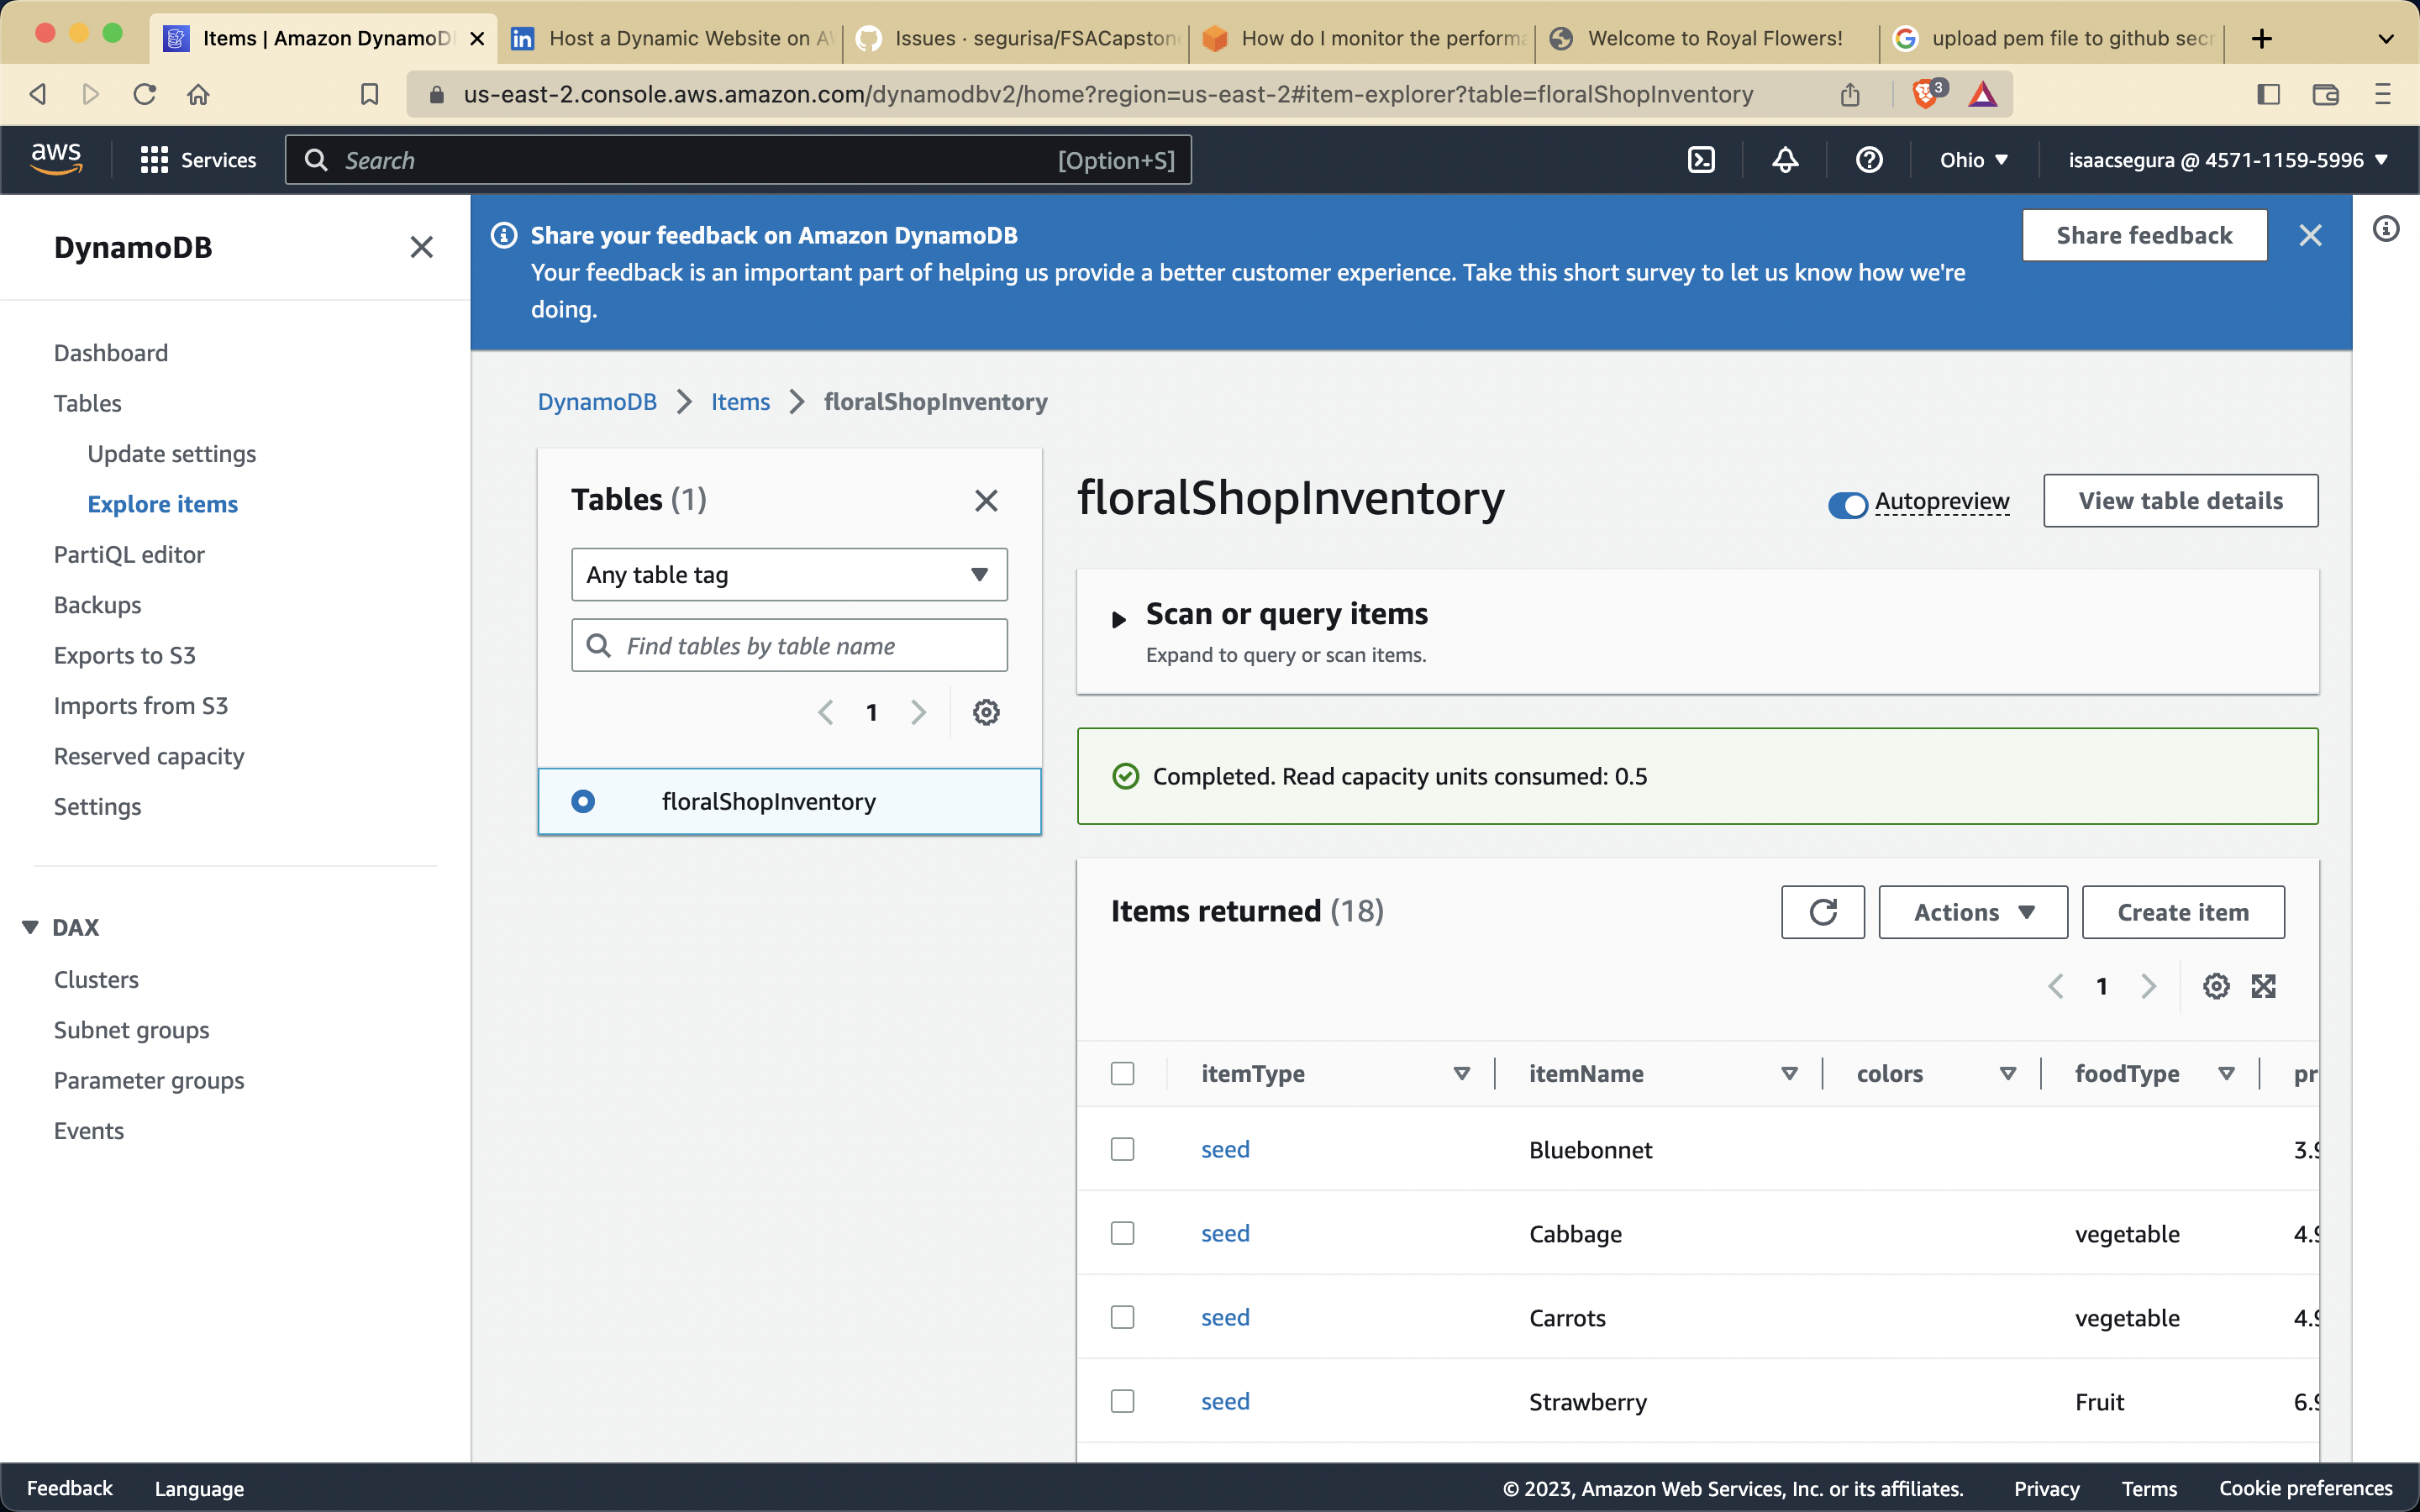 Items | Amazon DynamoD
Host a Dynamic Website on A
Issues · segurisa/FSACapston
How do I monitor the performa
Welcome to Royal Flowers!
upload pem file to github secr
us-east-2.console.aws.amazon.com/dynamodbv2/home?region=us-east-2#item-explorer?table=floralShopInventory
3
aws
Services
Search
[Option+S]
Ohio
isaacsegura @ 4571-1159-5996
DynamoDB
Dashboard
Tables
Update settings
Explore items
PartiQL editor
Backups
Exports to S3
Imports from S3
Reserved capacity
Settings
DAX
Clusters
Subnet groups
Parameter groups
Events
Share your feedback on Amazon DynamoDB
Your feedback is an important part of helping us provide a better customer experience. Take this short survey to let us know how we're
doing.
Share feedback
DynamoDB
Items
floralShopInventory
Tables (1)
Any table tag
Find tables by table name
1
floralShopInventory
floralShopInventory
Autopreview
View table details
Scan or query items
Expand to query or scan items.
Completed. Read capacity units consumed: 0.5
Items returned (18)
Actions
Create item
1
itemType itemName colors foodType pr
seed Bluebonnet 3.9
seed Cabbage vegetable 4.9
seed Carrots vegetable 4.9
seed Strawberry Fruit 6.9
Feedback
Language
© 2023, Amazon Web Services, Inc. or its affiliates.
Privacy
Terms
Cookie preferences